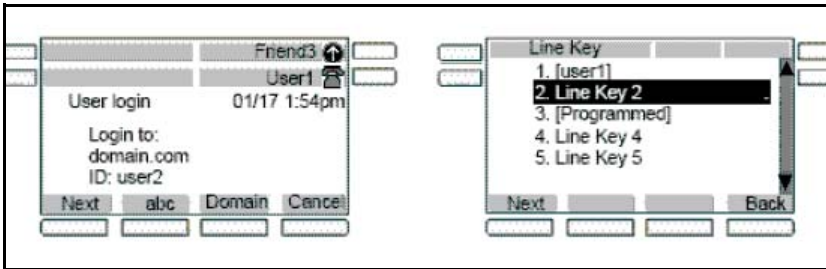 Friend3
User1
User login 01/17 1:54pm
Login to:
domain.com
ID: user2
Next abc Domain Cancel
Line Key
1. [user1]
2. Line Key 2
3. [Programmed]
4. Line Key 4
5. Line Key 5
Next Back